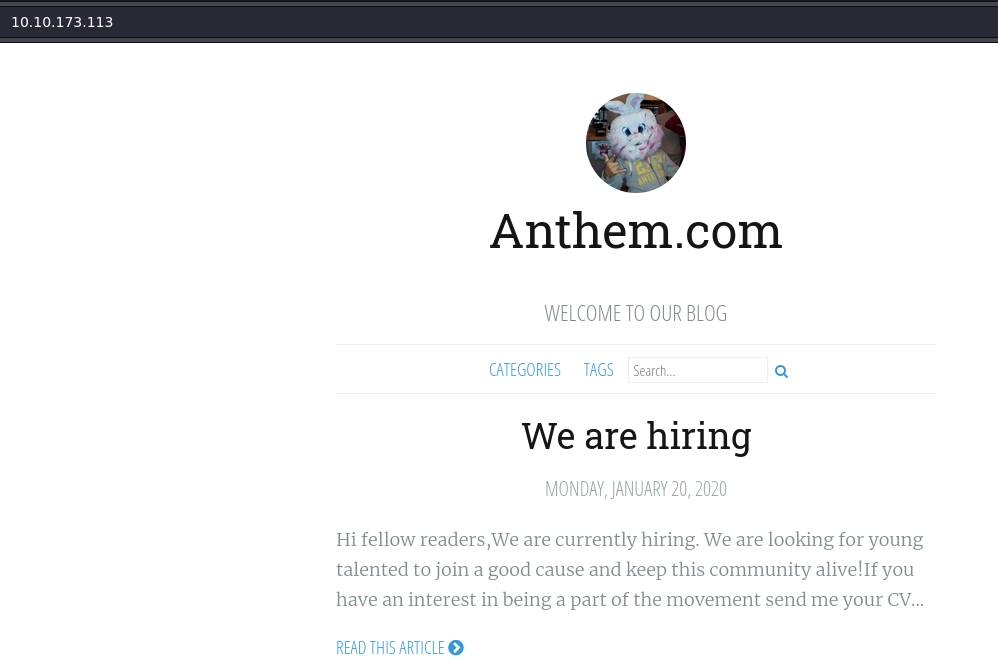 10.10.173.113
Anthem.com
WELCOME TO OUR BLOG
CATEGORIES TAGS Search...
We are hiring
MONDAY, JANUARY 20, 2020
Hi fellow readers,We are currently hiring. We are looking for young
talented to join a good cause and keep this community alive!If you
have an interest in being a part of the movement send me your CV...
READ THIS ARTICLE